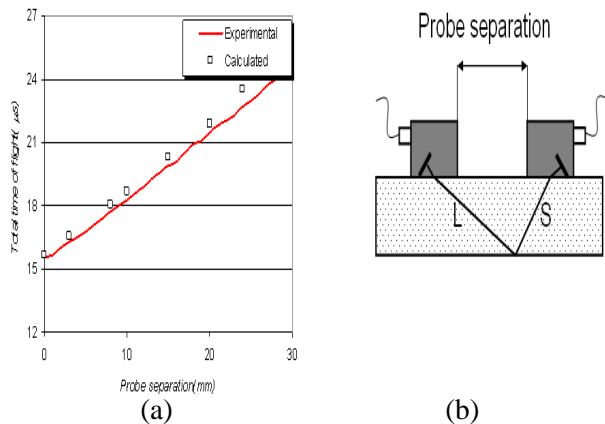 27
24
21
18
15
12
Total time of flight( μs)
Experimental
Calculated
0 10 20 30
Probe separation(mm)
(a)
Probe separation
L S
(b)